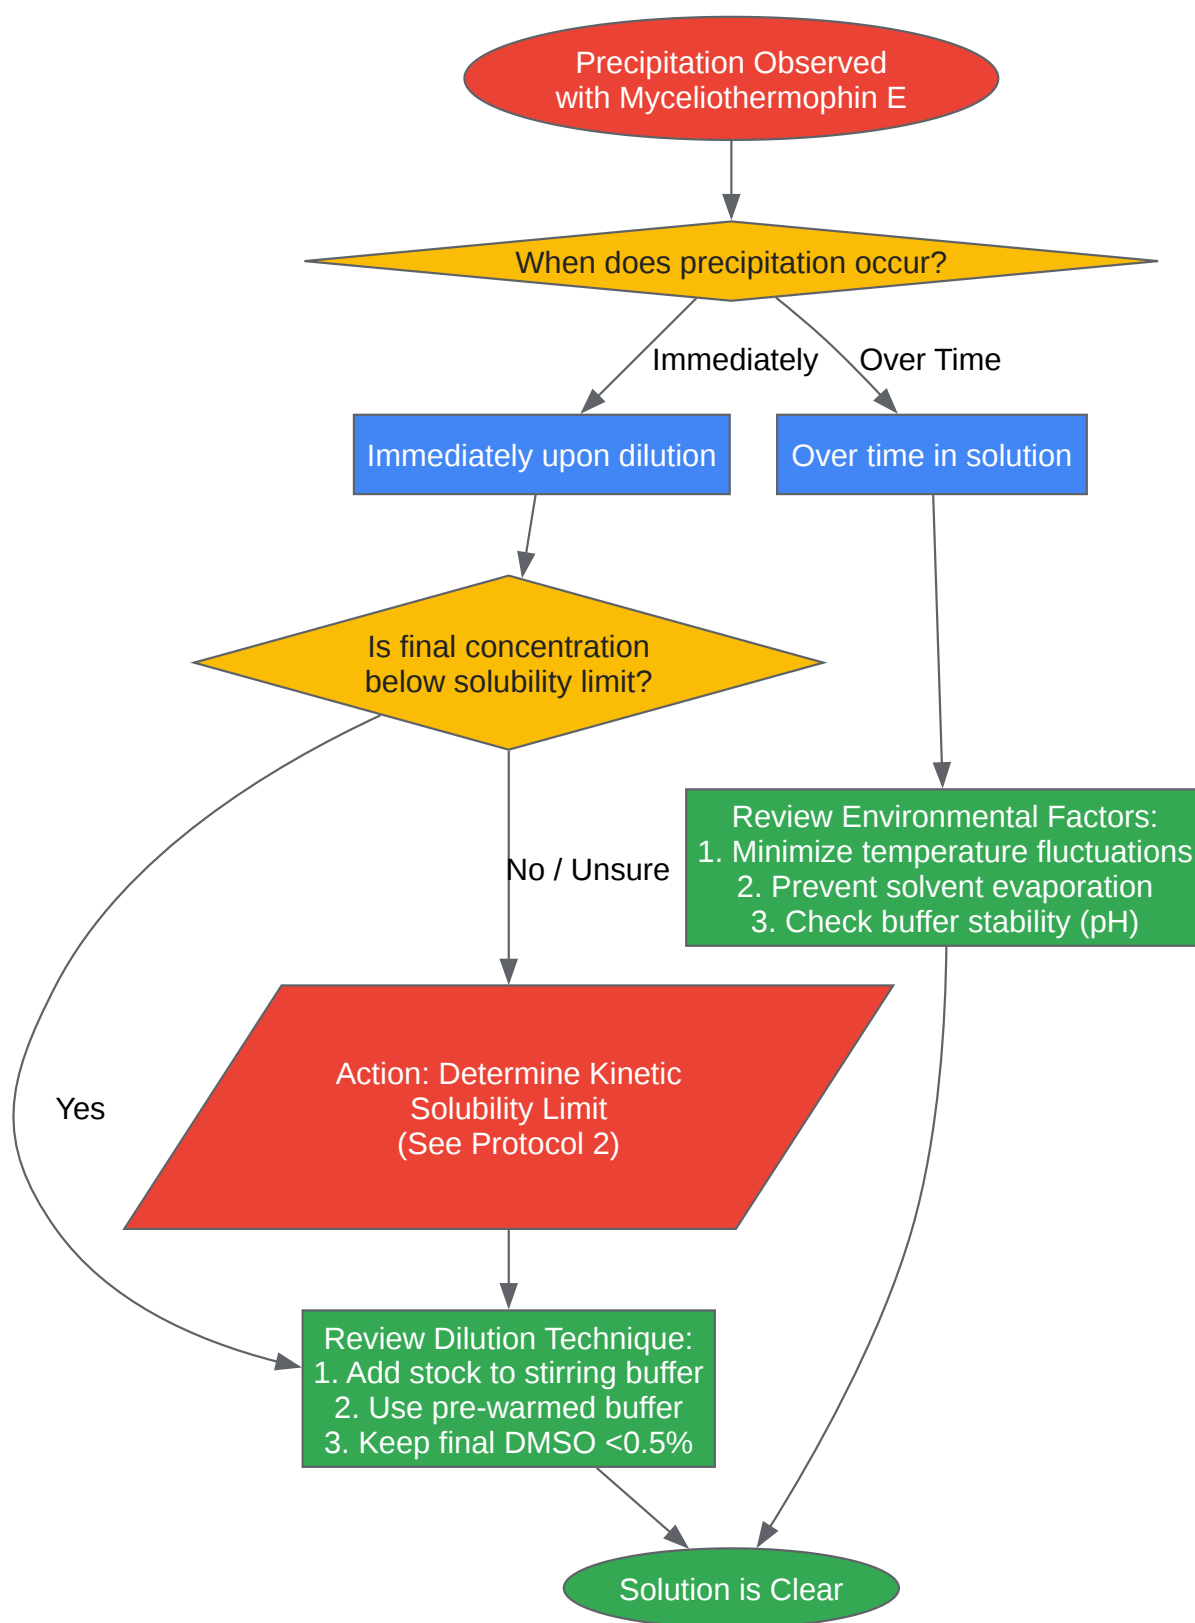 Precipitation Observed
with Myceliothermophin E
When does precipitation occur?
Immediately
Over Time
Immediately upon dilution
Over time in solution
Is final concentration
below solubility limit?
Review Environmental Factors:
1. Minimize temperature fluctuations
2. Prevent solvent evaporation
3. Check buffer stability (pH)
No / Unsure
Action: Determine Kinetic
Solubility Limit
(See Protocol 2)
Yes
Review Dilution Technique:
1. Add stock to stirring buffer
2. Use pre-warmed buffer
3. Keep final DMSO <0.5%
Solution is Clear